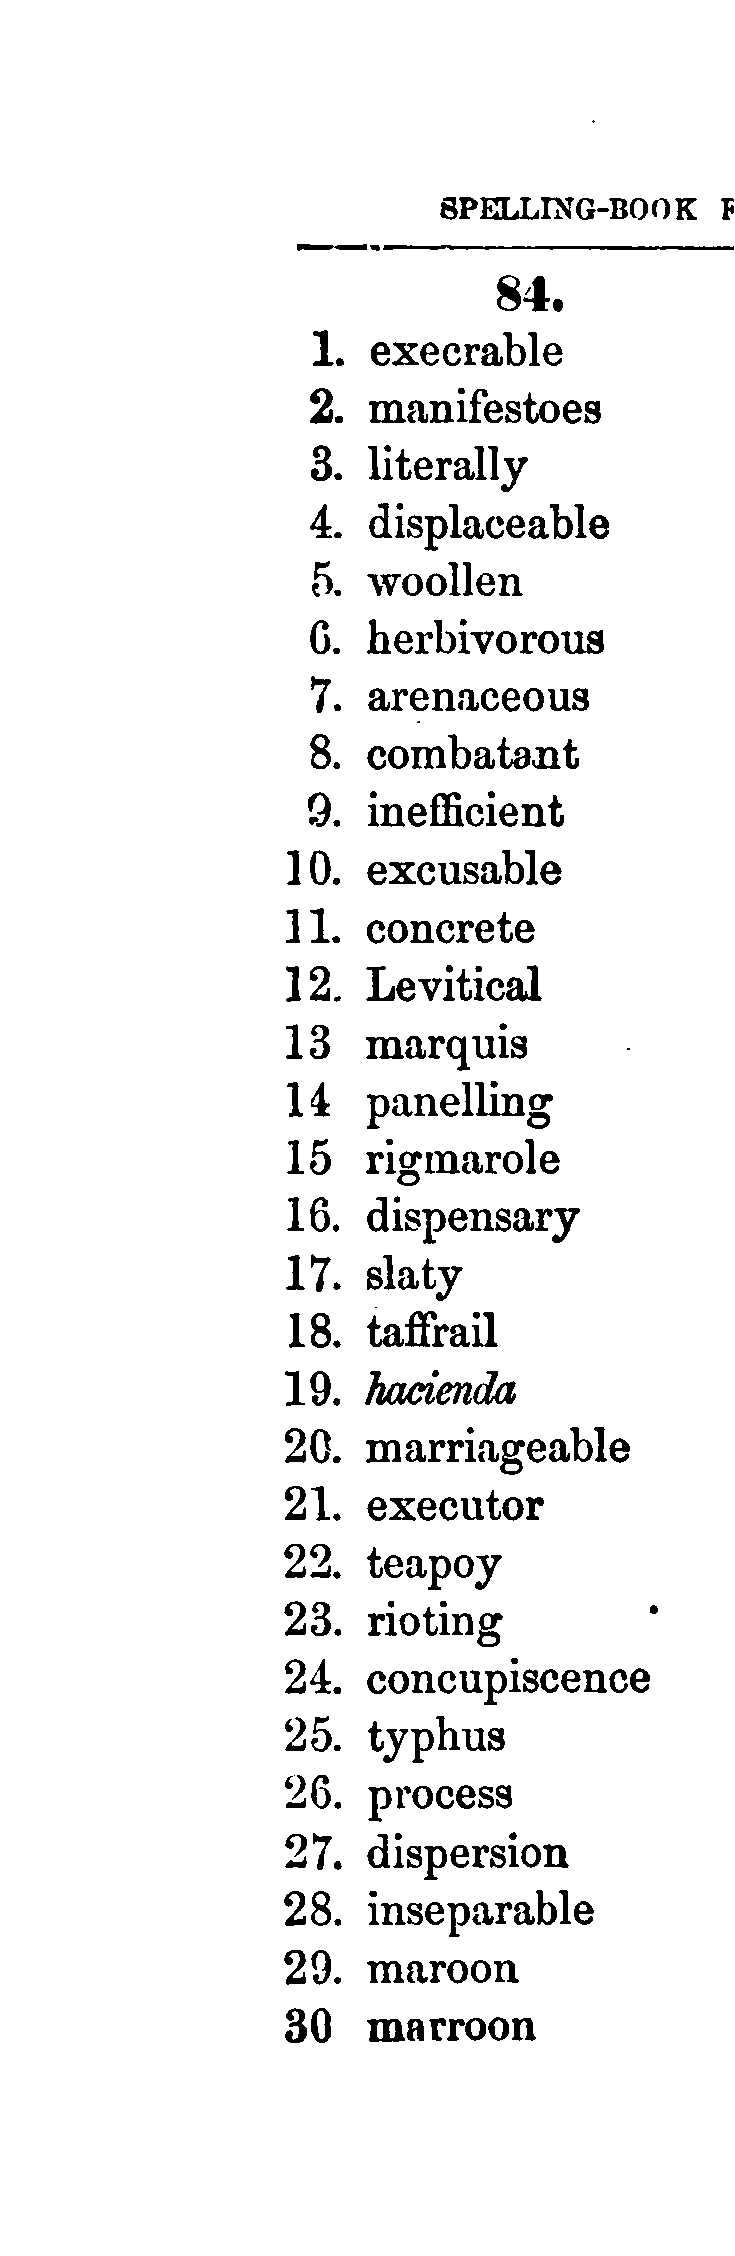 SPELLING-BOOK F
84.
1. execrable
2. manifestoes
3. literally
4. displaceable
5. woollen
6. herbivorous
7. arenaceous
8. combatant
9. inefficient
10. excusable
11. concrete
12. Levitical
13 marquis
14 panelling
15 rigmarole
16. dispensary
17. slaty
18. taffrail
19. hacienda
20. marriageable
21. executor
22. teapoy
23. rioting
24. concupiscence
25. typhus
26. process
27. dispersion
28. inseparable
29. maroon
30 marroon